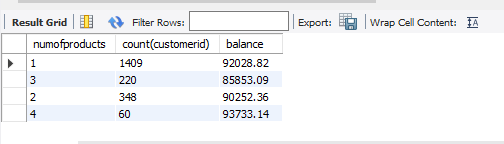 Result Grid Filter Rows: Export: Wrap Cell Content:
numofproducts count(customerid) balance
1 1409 92028.82
3 220 85853.09
2 348 90252.36
4 60 93733.14